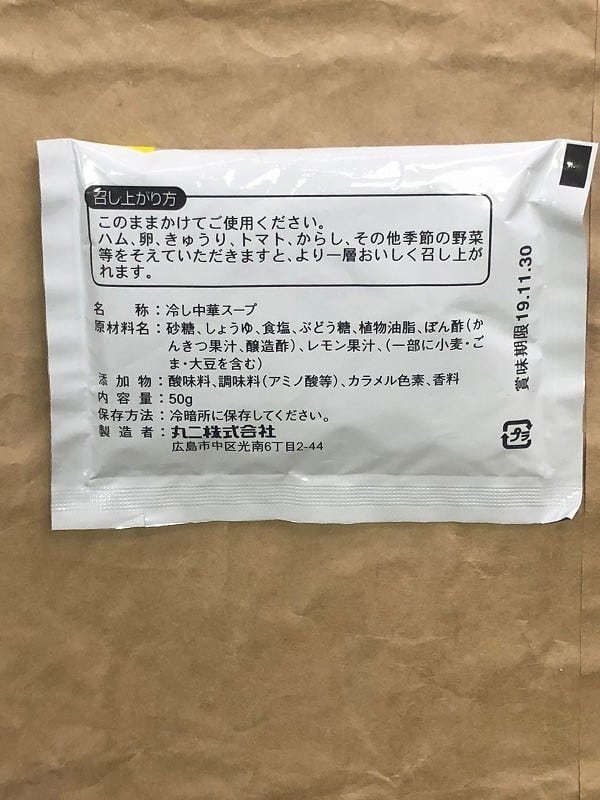 召し上がり方
このままかけてご使用ください。
ハム、卵、きゅうり、トマト、からし、その他季節の野菜
等をそえていただきますと、より一層おいしく召し上が
れます。
名　　称：冷し中華スープ
原材料名：砂糖、しょうゆ、食塩、ぶどう糖、植物油脂、ぽん酢（か
んきつ果汁、醸造酢）、レモン果汁、（一部に小麦・ご
ま・大豆を含む）
添 加 物：酸味料、調味料（アミノ酸等）、カラメル色素、香料
内 容 量：50g
保存方法：冷暗所に保存してください。
製 造 者：丸二株式会社
広島市中区光南6丁目2-44
賞味期限 19.11.30
プラ